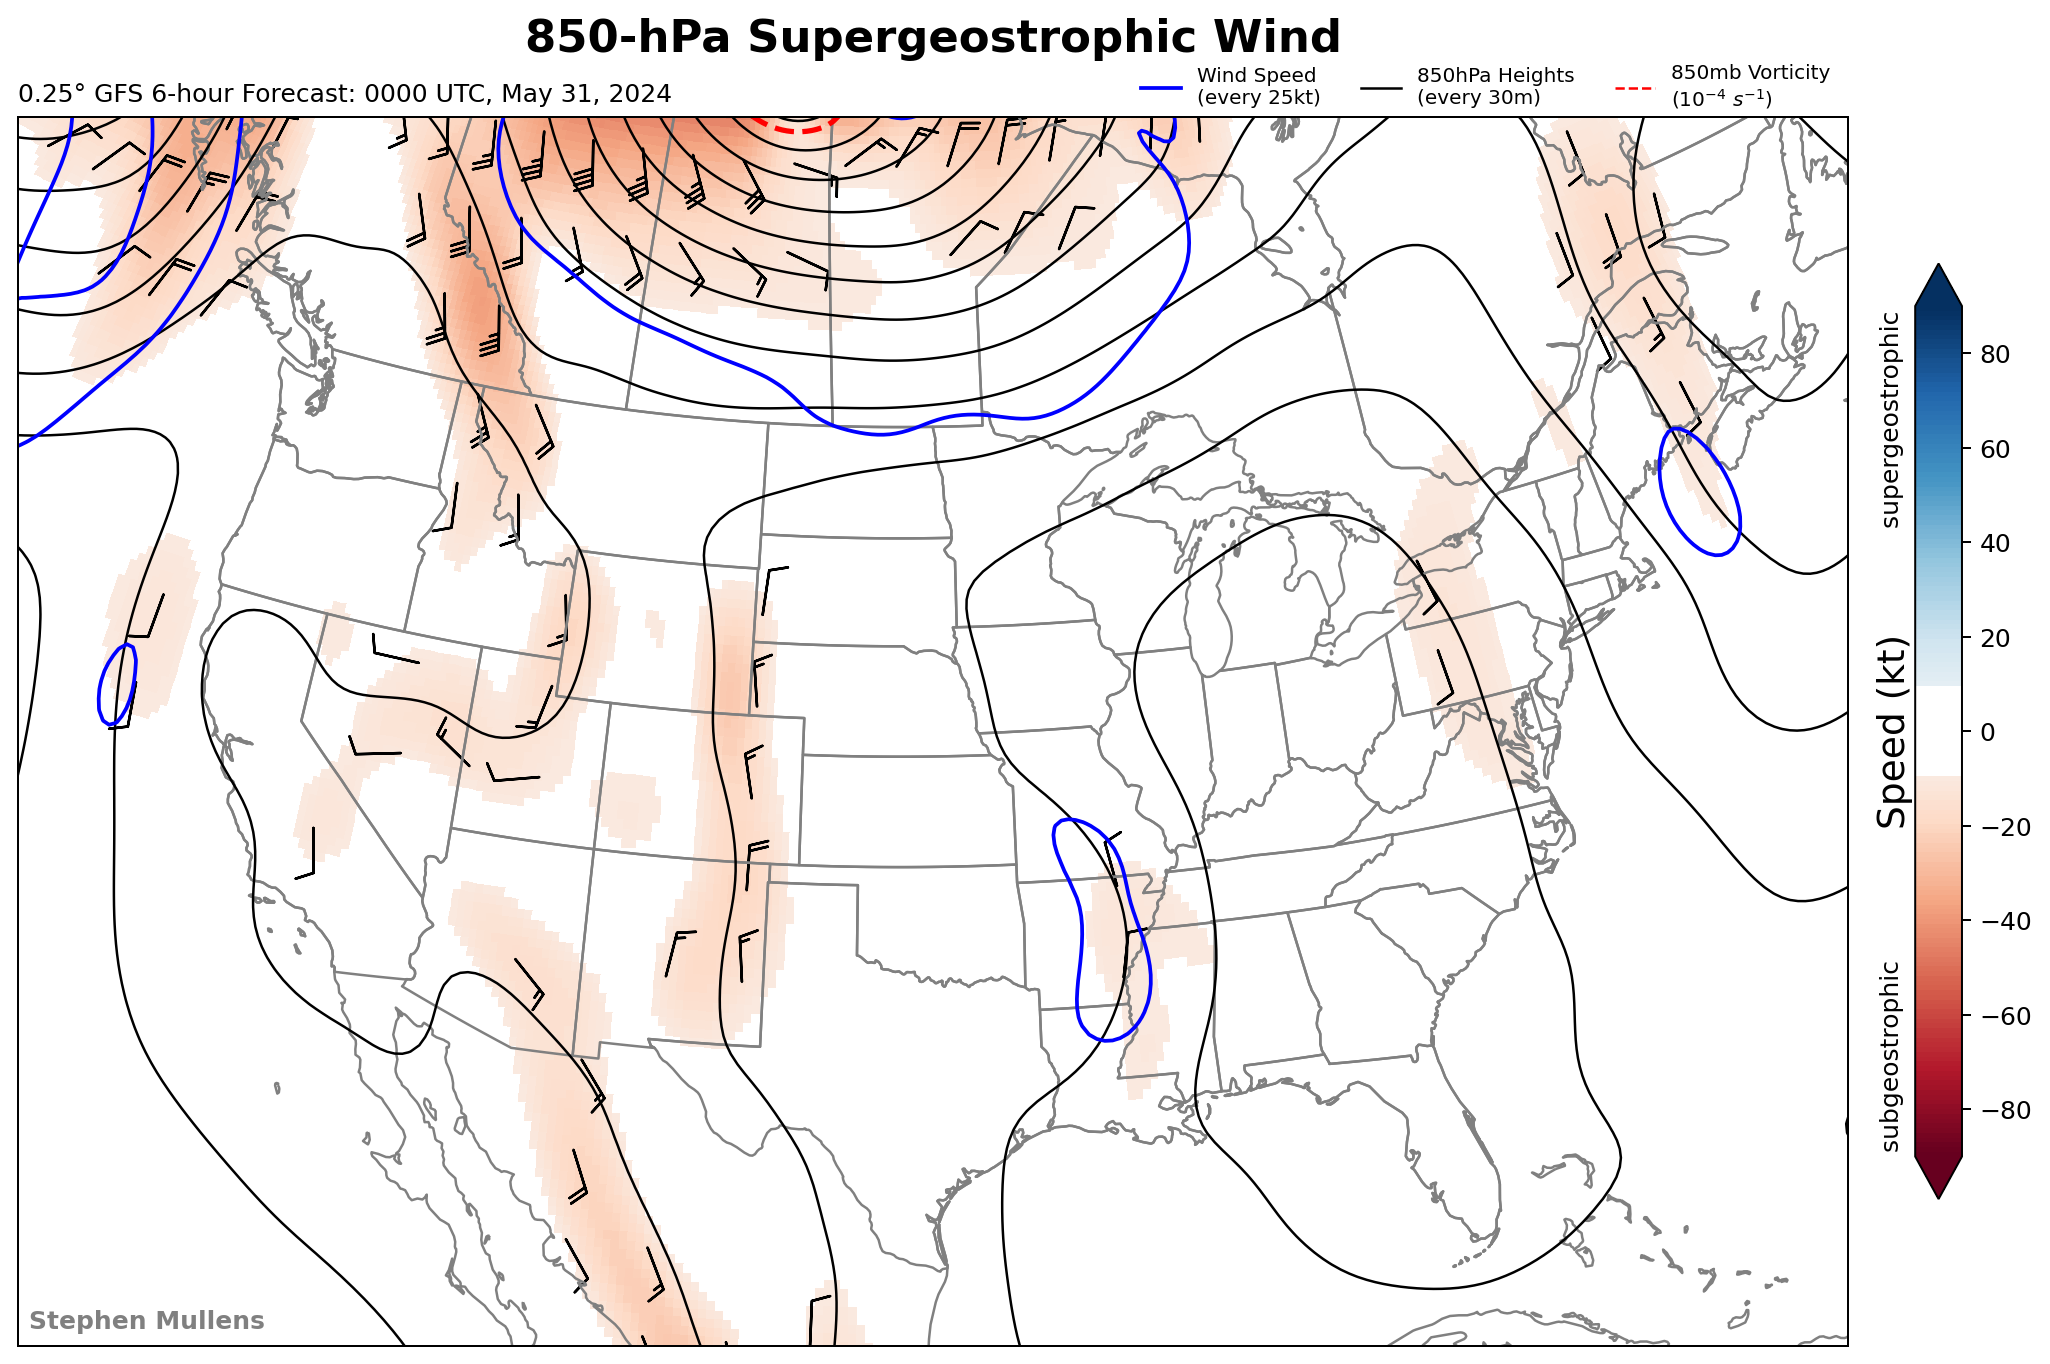 850-hPa Supergeostrophic Wind
0.25° GFS 6-hour Forecast: 0000 UTC, May 31, 2024
Wind Speed
(every 25kt)
850hPa Heights
(every 30m)
850mb Vorticity
(10⁻⁴ s⁻¹)
supergeostrophic
subgeostrophic
Speed (kt)
80
60
40
20
0
−20
−40
−60
−80
Stephen Mullens